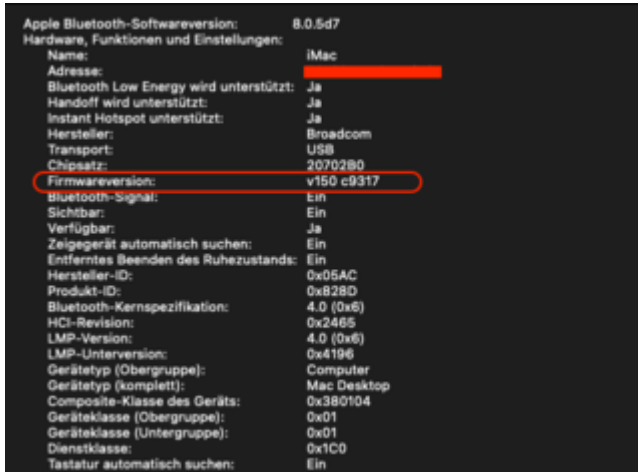 Apple Bluetooth-Softwareversion: 8.0.5d7
Hardware, Funktionen und Einstellungen:
Name: iMac
Adresse:
Bluetooth Low Energy wird unterstützt: Ja
Handoff wird unterstützt: Ja
Instant Hotspot unterstützt: Ja
Hersteller: Broadcom
Transport: USB
Chipsatz: 20702B0
Firmwareversion: v150 c9317
Bluetooth-Signal: Ein
Sichtbar: Ein
Verfügbar: Ja
Zeigegerät automatisch suchen: Ein
Entferntes Beenden des Ruhezustands: Ein
Hersteller-ID: 0x05AC
Produkt-ID: 0x828D
Bluetooth-Kernspezifikation: 4.0 (0x6)
HCI-Revision: 0x2465
LMP-Version: 4.0 (0x6)
LMP-Unterversion: 0x4196
Gerätetyp (Obergruppe): Computer
Gerätetyp (komplett): Mac Desktop
Composite-Klasse des Geräts: 0x380104
Geräteklasse (Obergruppe): 0x01
Geräteklasse (Untergruppe): 0x01
Dienstklasse: 0x1C0
Tastatur automatisch suchen: Ein